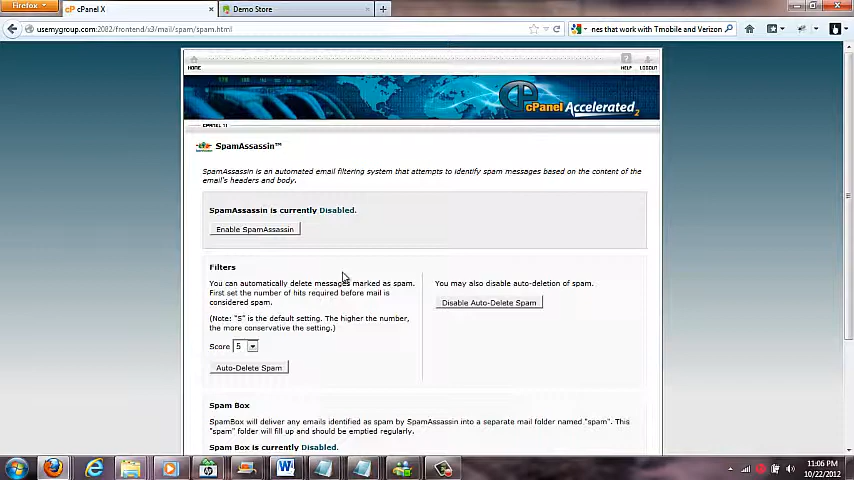 Firefox
cP cPanel X
Demo Store
usemygroup.com:2082/frontend/x3/mail/spam/spam.html
nes that work with Tmobile and Verizon
HOME
HELP
LOGOUT
cP cPanel Accelerated2
CPANEL 11
SpamAssassin™
SpamAssassin is an automated email filtering system that attempts to identify spam messages based on the content of the
email's headers and body.
SpamAssassin is currently Disabled.
Enable SpamAssassin
Filters
You can automatically delete messages marked as spam.
First set the number of hits required before mail is
considered spam.
(Note: "5" is the default setting. The higher the number,
the more conservative the setting.)
Score 5
Auto-Delete Spam
You may also disable auto-deletion of spam.
Disable Auto-Delete Spam
Spam Box
SpamBox will deliver any emails identified as spam by SpamAssassin into a separate mail folder named "spam". This
"spam" folder will fill up and should be emptied regularly.
Spam Box is currently Disabled.
11:06 PM
10/22/2012